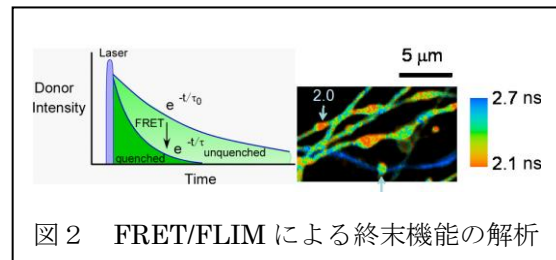 Laser
5 μm
Donor
Intensity
e -t/τ0
FRET
e -t/τ
quenched
unquenched
Time
2.0
2.7 ns
2.1 ns
図２ FRET/FLIM による終末機能の解析